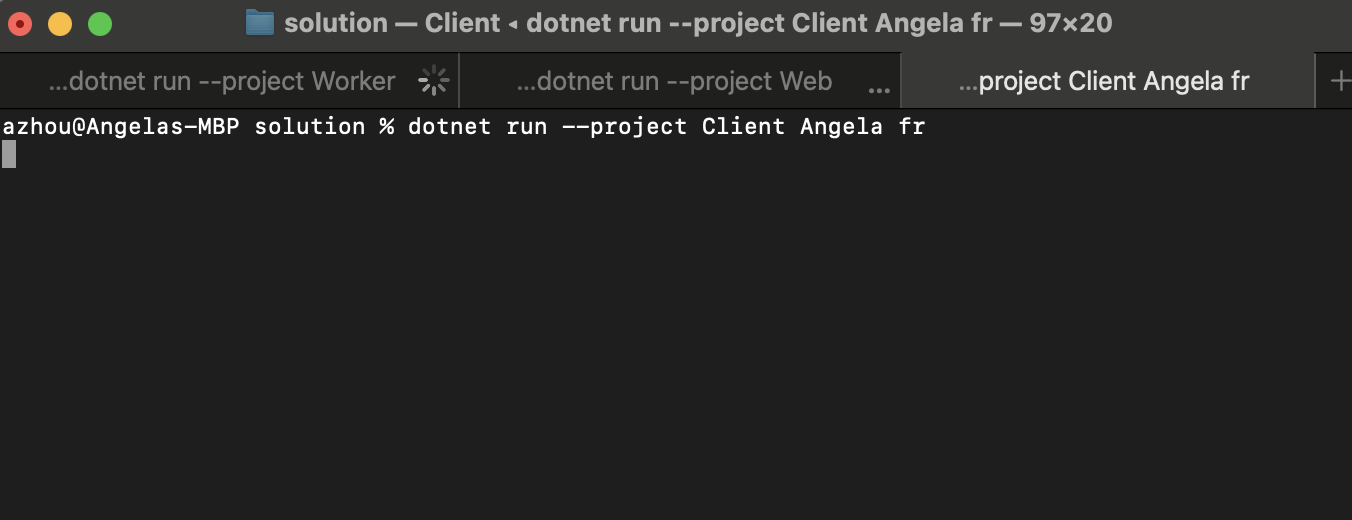 solution — Client ◂ dotnet run --project Client Angela fr — 97×20
...dotnet run --project Worker ...dotnet run --project Web ... ...project Client Angela fr +
azhou@Angelas-MBP solution % dotnet run --project Client Angela fr